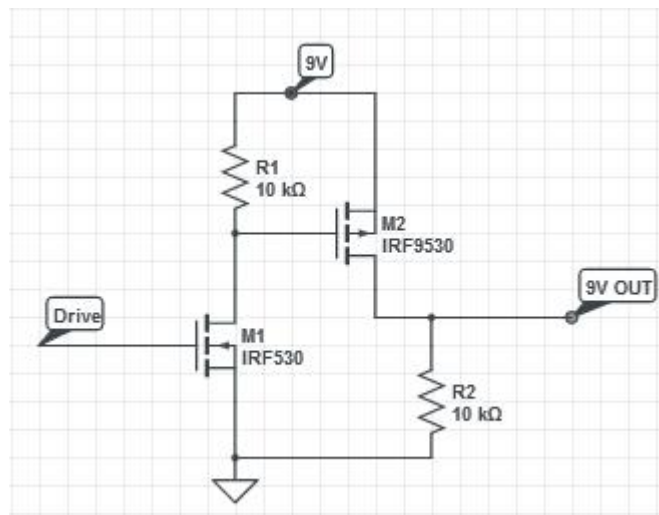 9V
R1
10 kΩ
M2
IRF9530
9V OUT
Drive
M1
IRF530
R2
10 kΩ